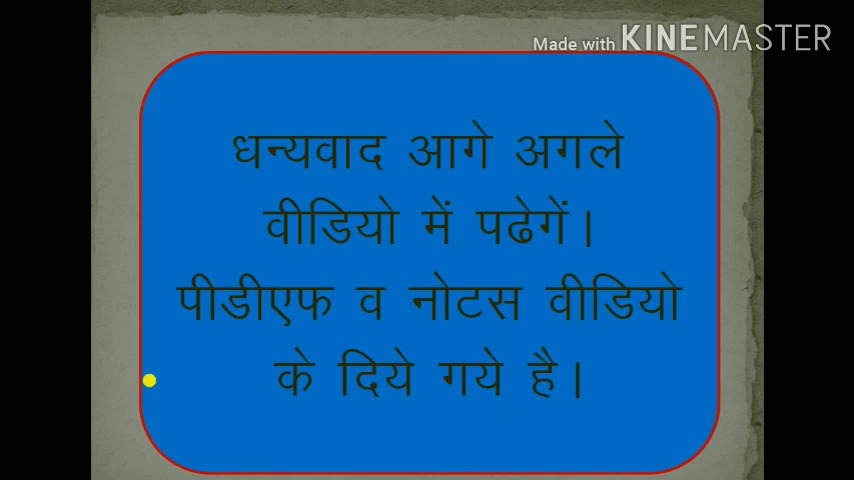 Made with KINEMASTER
धन्यवाद आगे अगले
वीडियो में पढेगें।
पीडीएफ व नोटस वीडियो
के दिये गये है।